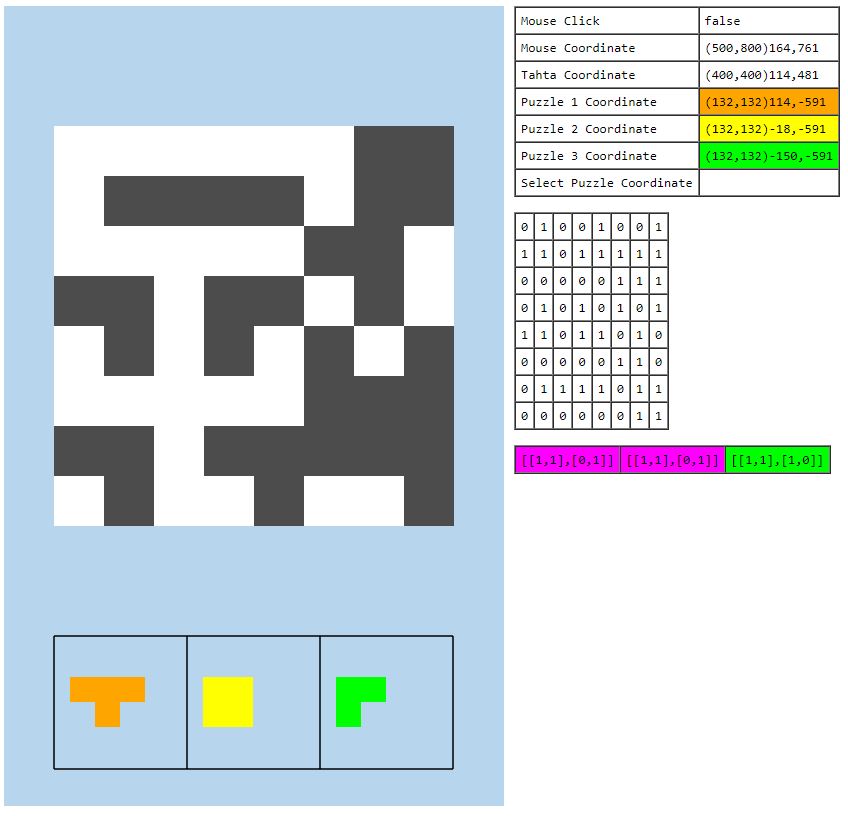 Mouse Click false
Mouse Coordinate (500,800)164,761
Tahta Coordinate (400,400)114,481
Puzzle 1 Coordinate (132,132)114,-591
Puzzle 2 Coordinate (132,132)-18,-591
Puzzle 3 Coordinate (132,132)-150,-591
Select Puzzle Coordinate
0 1 0 0 1 0 0 1
1 1 0 1 1 1 1 1
0 0 0 0 0 1 1 1
0 1 0 1 0 1 0 1
1 1 0 1 1 0 1 0
0 0 0 0 0 1 1 0
0 1 1 1 1 0 1 1
0 0 0 0 0 0 1 1
[[1,1],[0,1]] [[1,1],[0,1]] [[1,1],[1,0]]